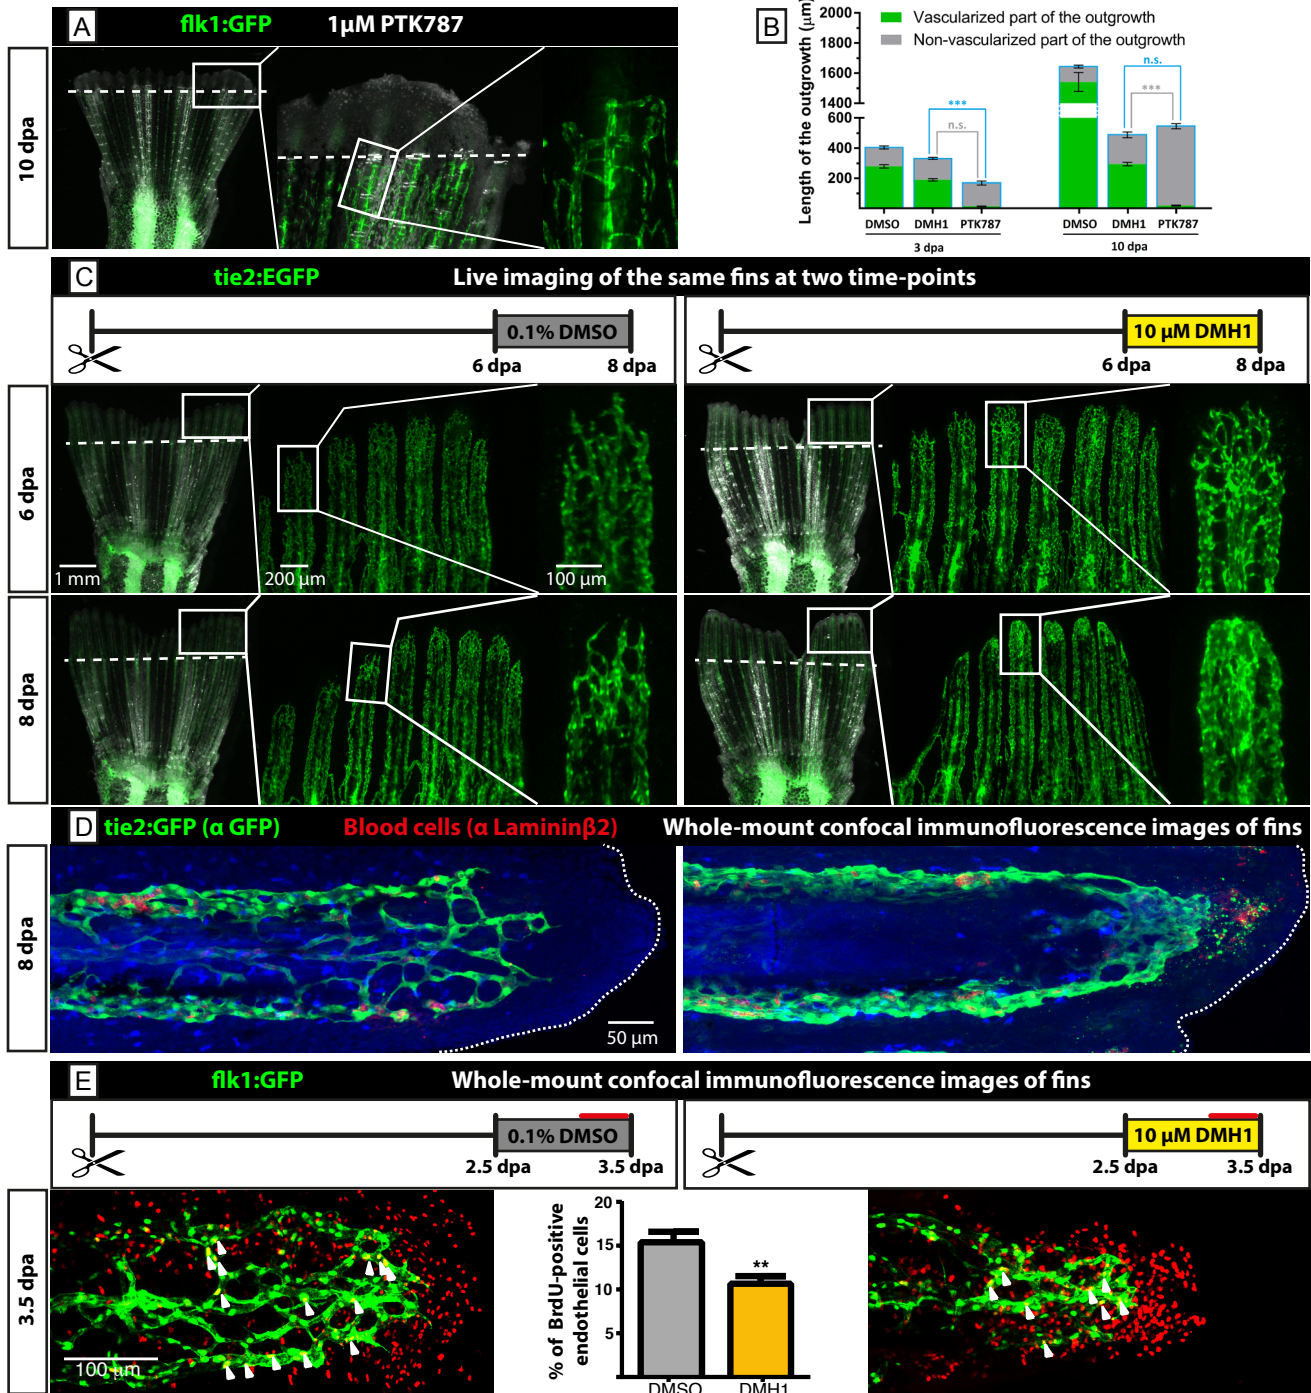 A flk1:GFP 1µM PTK787
10 dpa
B
Length of the outgrowth (µm)
2000
1800
1600
1400
600
400
200
Vascularized part of the outgrowth
Non-vascularized part of the outgrowth
***
n.s.
n.s.
***
DMSO DMH1 PTK787 DMSO DMH1 PTK787
3 dpa 10 dpa
C tie2:EGFP Live imaging of the same fins at two time-points
0.1% DMSO 10 µM DMH1
6 dpa 8 dpa 6 dpa 8 dpa
6 dpa
1 mm 200 µm 100 µm
8 dpa
D tie2:GFP (α GFP) Blood cells (α Lamininβ2) Whole-mount confocal immunofluorescence images of fins
8 dpa
50 µm
E flk1:GFP Whole-mount confocal immunofluorescence images of fins
0.1% DMSO 10 µM DMH1
2.5 dpa 3.5 dpa 2.5 dpa 3.5 dpa
3.5 dpa
100 µm
% of BrdU-positive
endothelial cells
20
15
10
5
**
DMSO DMH1